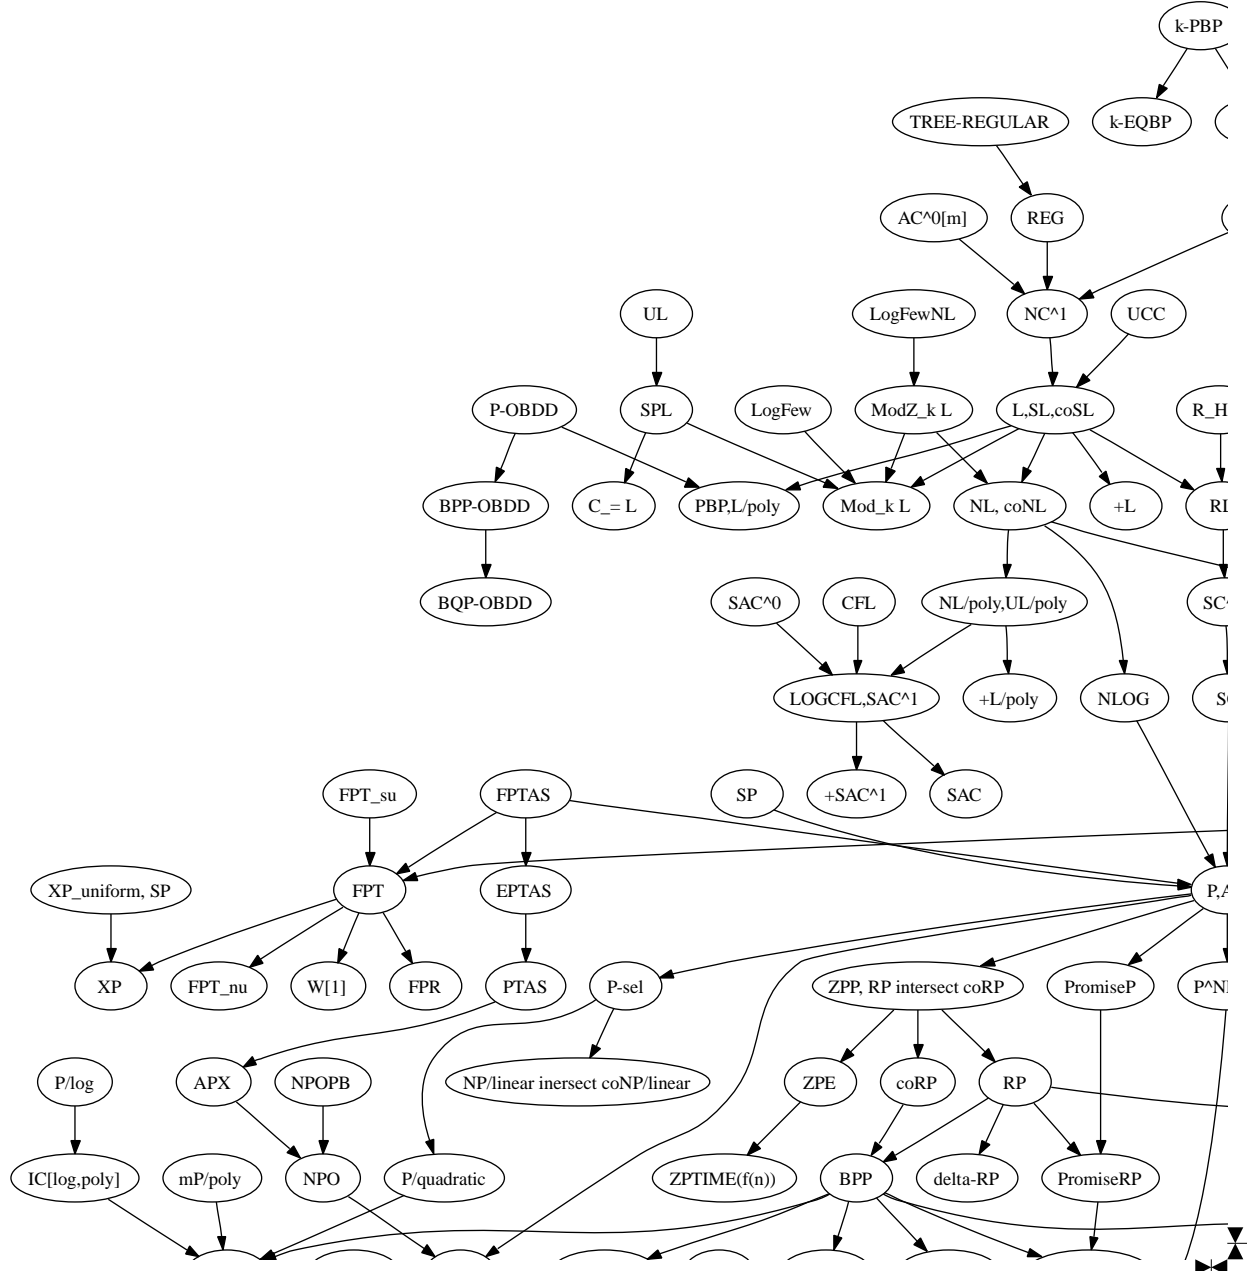 k-PBP
TREE-REGULAR
k-EQBP
AC^0[m]
REG
UL
LogFewNL
NC^1
UCC
P-OBDD
SPL
LogFew
ModZ_k L
L,SL,coSL
R_H
BPP-OBDD
C_= L
PBP,L/poly
Mod_k L
NL, coNL
+L
BQP-OBDD
SAC^0
CFL
NL/poly,UL/poly
LOGCFL,SAC^1
+L/poly
NLOG
FPT_su
FPTAS
SP
+SAC^1
SAC
XP_uniform, SP
FPT
EPTAS
XP
FPT_nu
W[1]
FPR
PTAS
P-sel
ZPP, RP intersect coRP
PromiseP
P/log
APX
NPOPB
NP/linear inersect coNP/linear
ZPE
coRP
RP
IC[log,poly]
mP/poly
NPO
P/quadratic
ZPTIME(f(n))
BPP
delta-RP
PromiseRP